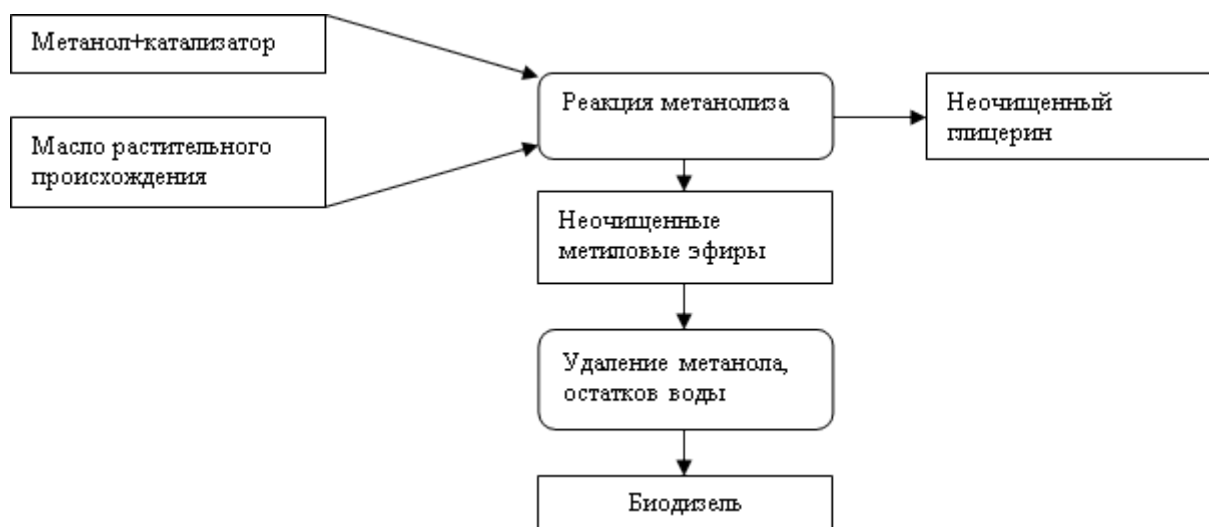 Метанол+катализатор
Масло растительного
происхождения
Реакция метанолиза
Неочищенный
глицерин
Неочищенные
метиловые эфиры
Удаление метанола,
остатков воды
Биодизель